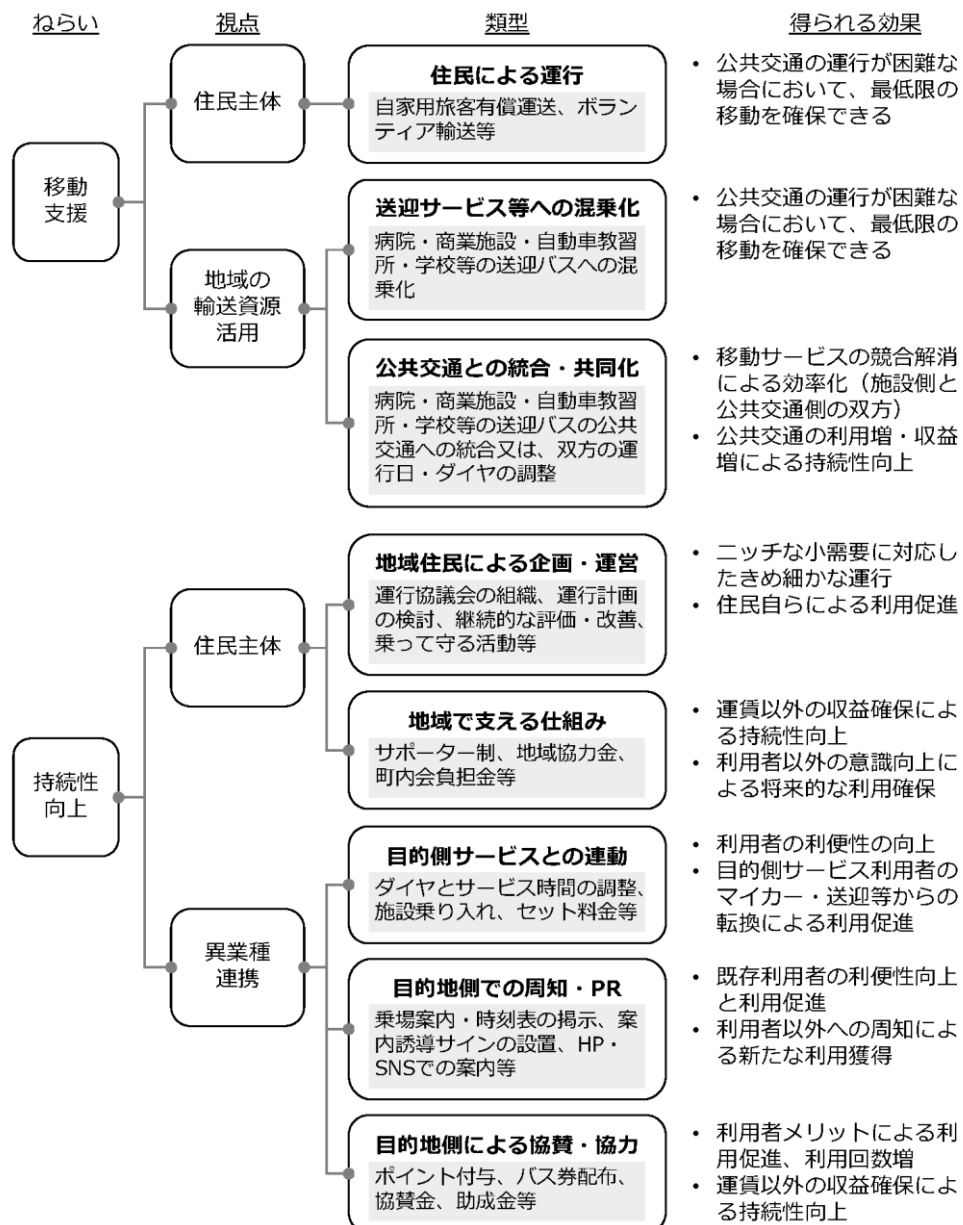 ねらい
視点
類型
得られる効果
移動
支援
住民主体
住民による運行
自家用旅客有償運送、ボラン
ティア輸送等
• 公共交通の運行が困難な
場合において、最低限の
移動を確保できる
地域の
輸送資源
活用
送迎サービス等への混乗化
病院・商業施設・自動車教習
所・学校等の送迎バスへの混
乗化
• 公共交通の運行が困難な
場合において、最低限の
移動を確保できる
公共交通との統合・共同化
病院・商業施設・自動車教習
所・学校等の送迎バスの公共
交通への統合又は、双方の運
行日・ダイヤの調整
• 移動サービスの競合解消
による効率化（施設側と
公共交通側の双方）
• 公共交通の利用増・収益
増による持続性向上
持続性
向上
住民主体
地域住民による企画・運営
運行協議会の組織、運行計画
の検討、継続的な評価・改善、
乗って守る活動等
• ニッチな小需要に対応し
たきめ細かな運行
• 住民自らによる利用促進
地域で支える仕組み
サポーター制、地域協力金、
町内会負担金等
• 運賃以外の収益確保によ
る持続性向上
• 利用者以外の意識向上に
よる将来的な利用確保
異業種
連携
目的側サービスとの連動
ダイヤとサービス時間の調整、
施設乗り入れ、セット料金等
• 利用者の利便性の向上
• 目的側サービス利用者の
マイカー・送迎等からの
転換による利用促進
目的地側での周知・PR
乗場案内・時刻表の掲示、案
内誘導サインの設置、HP・
SNSでの案内等
• 既存利用者の利便性向上
と利用促進
• 利用者以外への周知によ
る新たな利用獲得
目的地側による協賛・協力
ポイント付与、バス券配布、
協賛金、助成金等
• 利用者メリットによる利
用促進、利用回数増
• 運賃以外の収益確保によ
る持続性向上